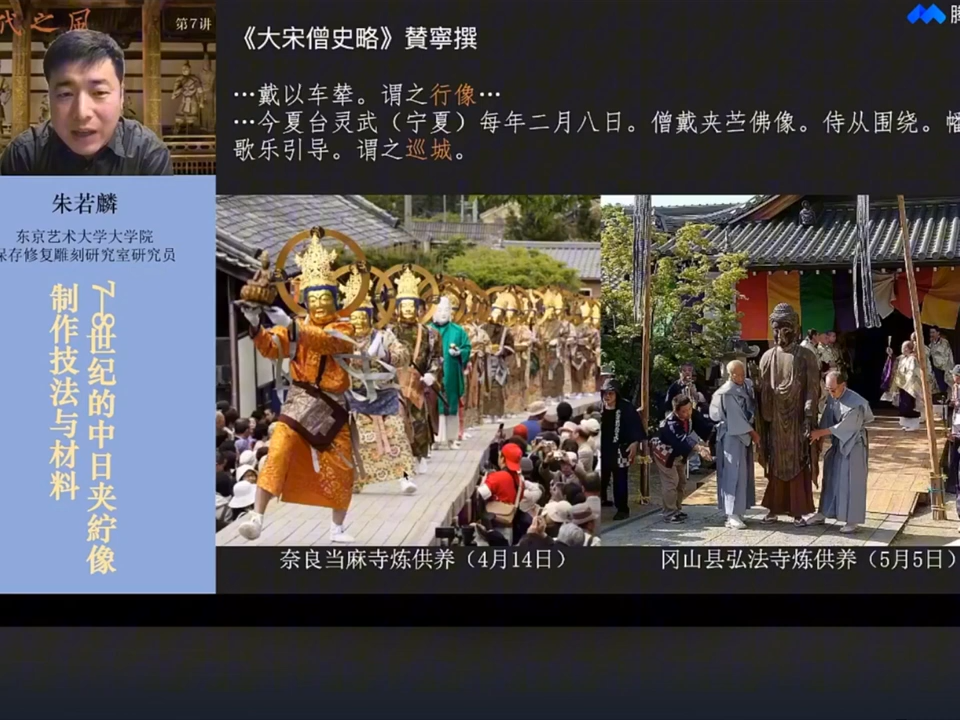 代之风
第7讲
朱若麟
东京艺术大学大学院
保存修复雕刻研究室研究员
7-8世纪的中日夹紵像
制作技法与材料
《大宋僧史略》賛寧撰
…戴以车辇。谓之行像…
…今夏台灵武（宁夏）每年二月八日。僧戴夹苎佛像。侍从围绕。幡
歌乐引导。谓之巡城。
奈良当麻寺炼供养（4月14日）
冈山县弘法寺炼供养（5月5日）